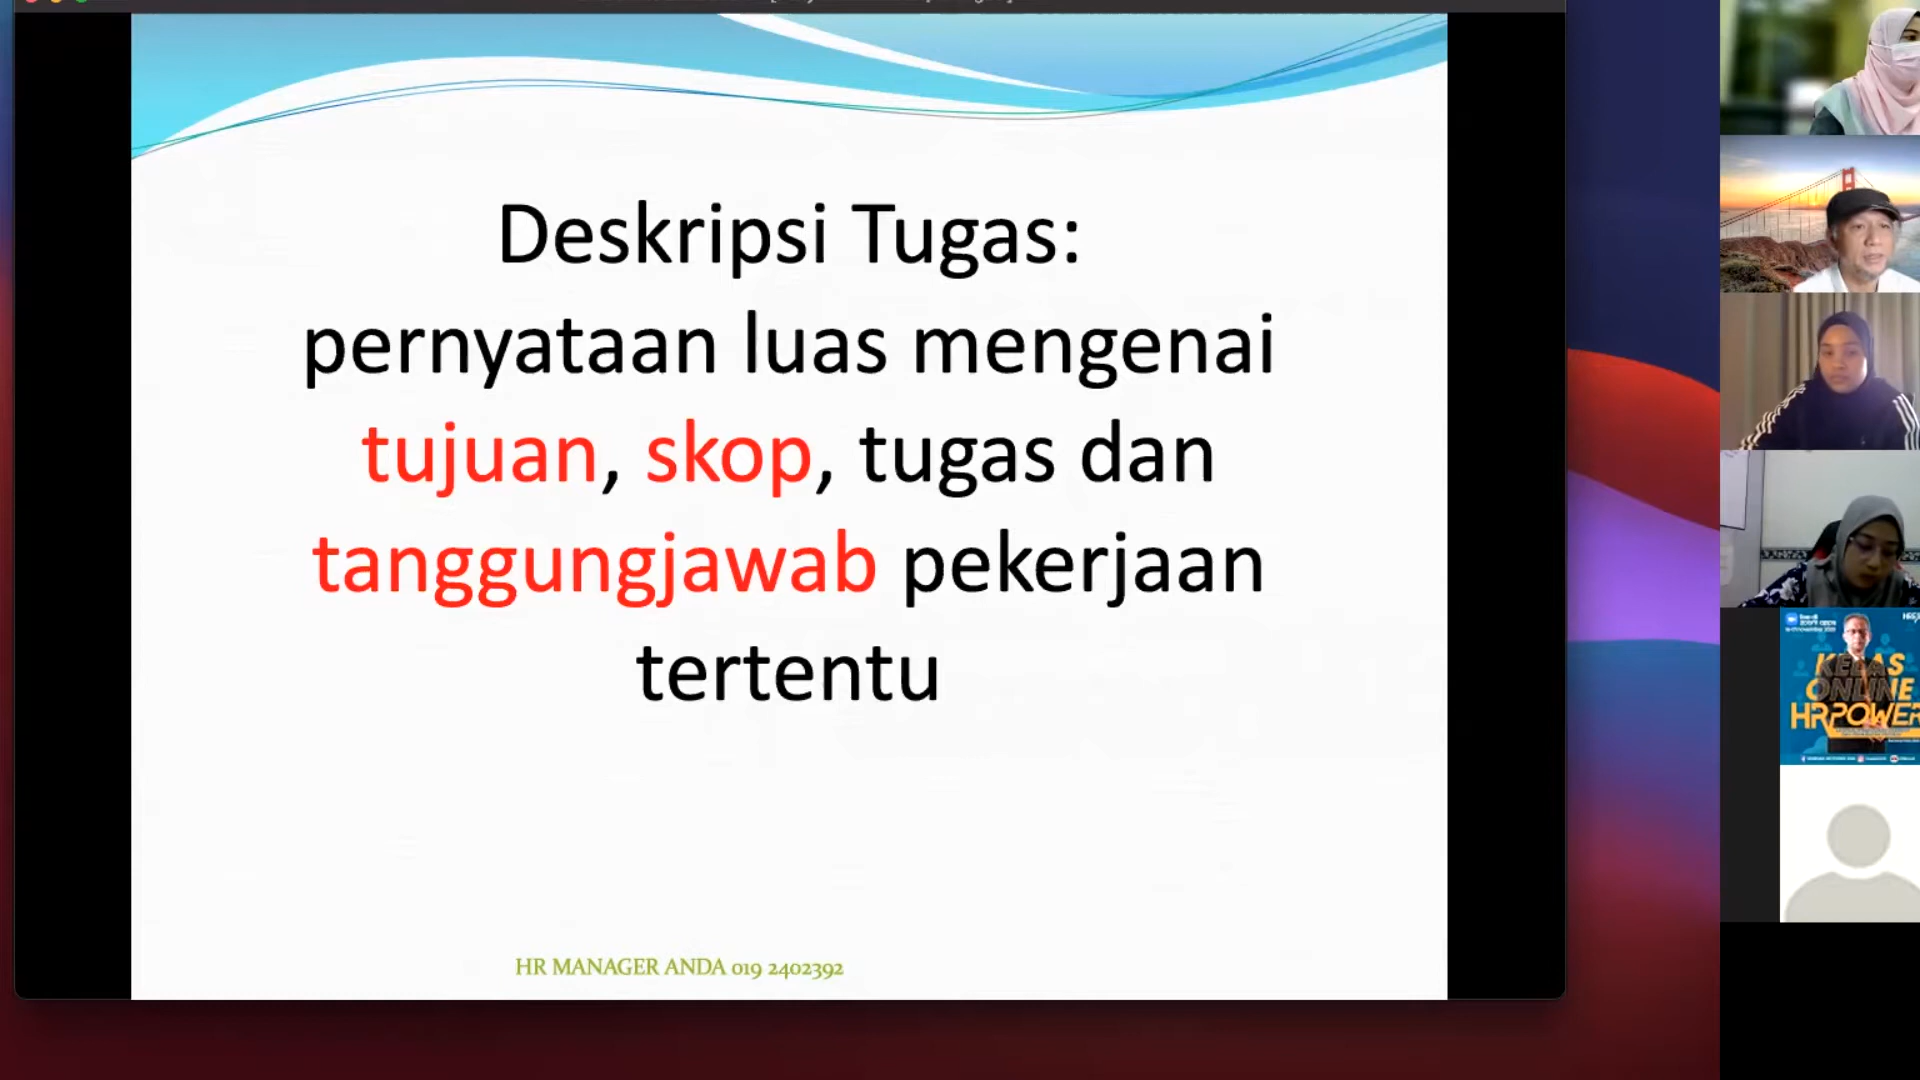 Deskripsi Tugas:
pernyataan luas mengenai
tujuan, skop, tugas dan
tanggungjawab pekerjaan
tertentu
HR MANAGER ANDA 019 2402392
KELAS
ONLINE
HRPOWER